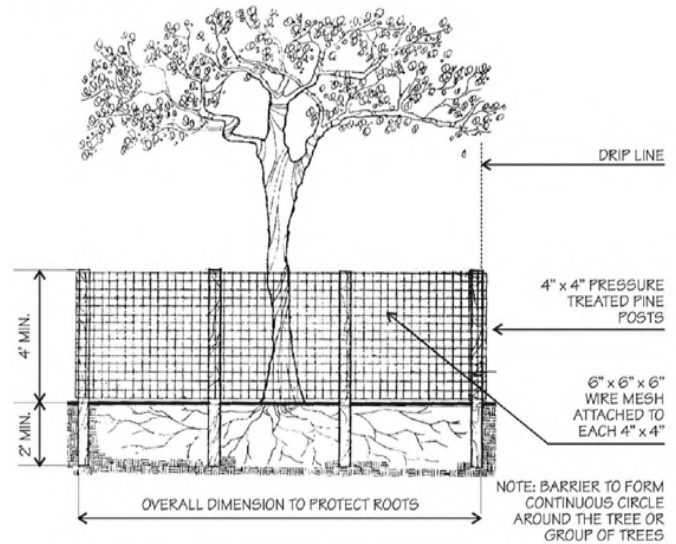 DRIP LINE
4" x 4" PRESSURE
TREATED PINE
POSTS
4' MIN.
6" x 6" x 6"
WIRE MESH
ATTACHED TO
EACH 4" x 4"
2' MIN.
OVERALL DIMENSION TO PROTECT ROOTS
NOTE: BARRIER TO FORM
CONTINUOUS CIRCLE
AROUND THE TREE OR
GROUP OF TREES